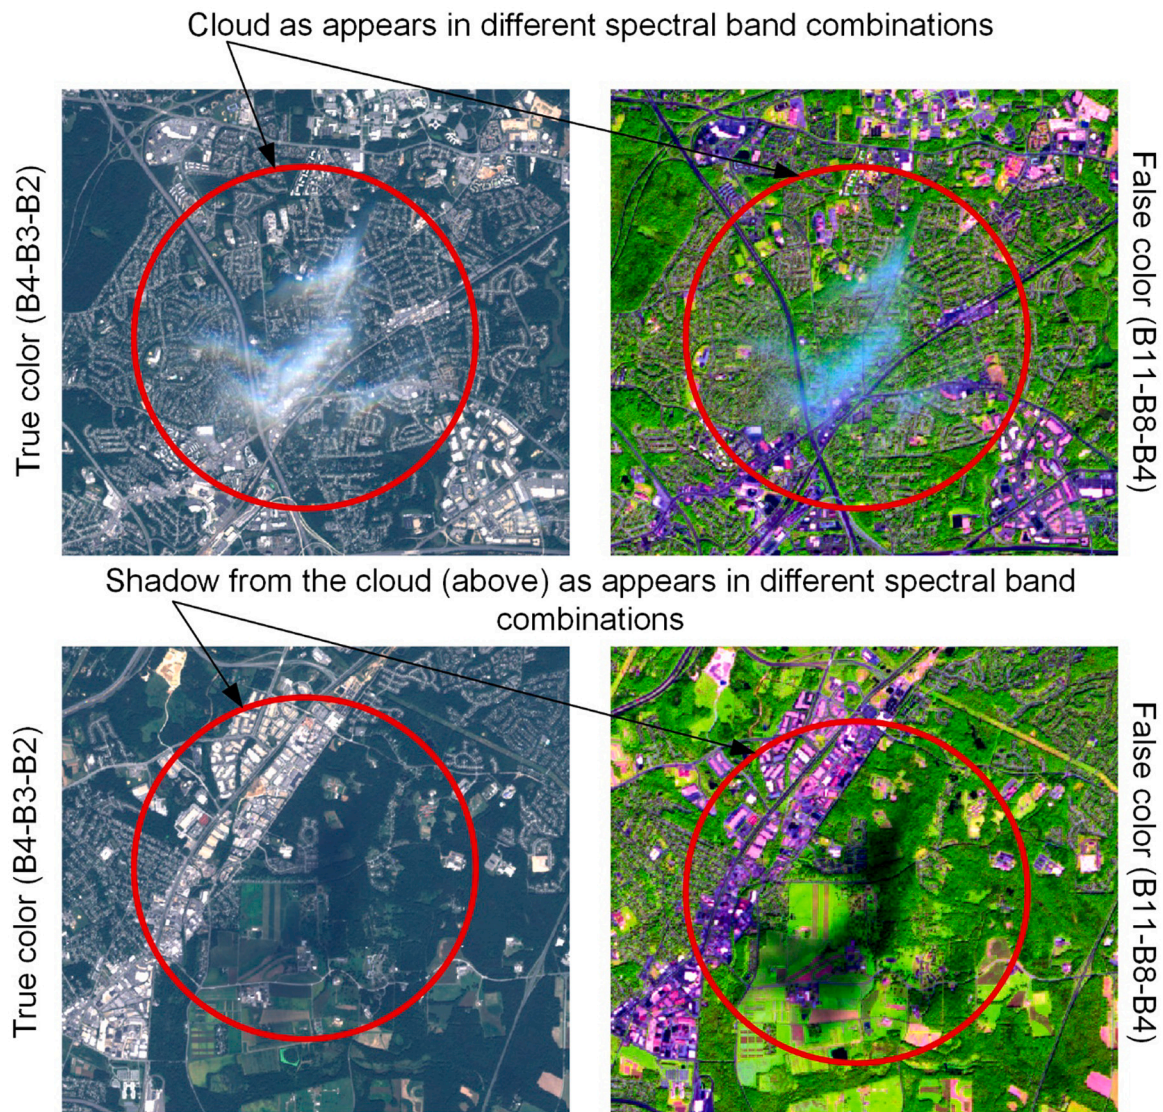 Cloud as appears in different spectral band combinations
True color (B4-B3-B2)
False color (B11-B8-B4)
Shadow from the cloud (above) as appears in different spectral band
combinations
True color (B4-B3-B2)
False color (B11-B8-B4)